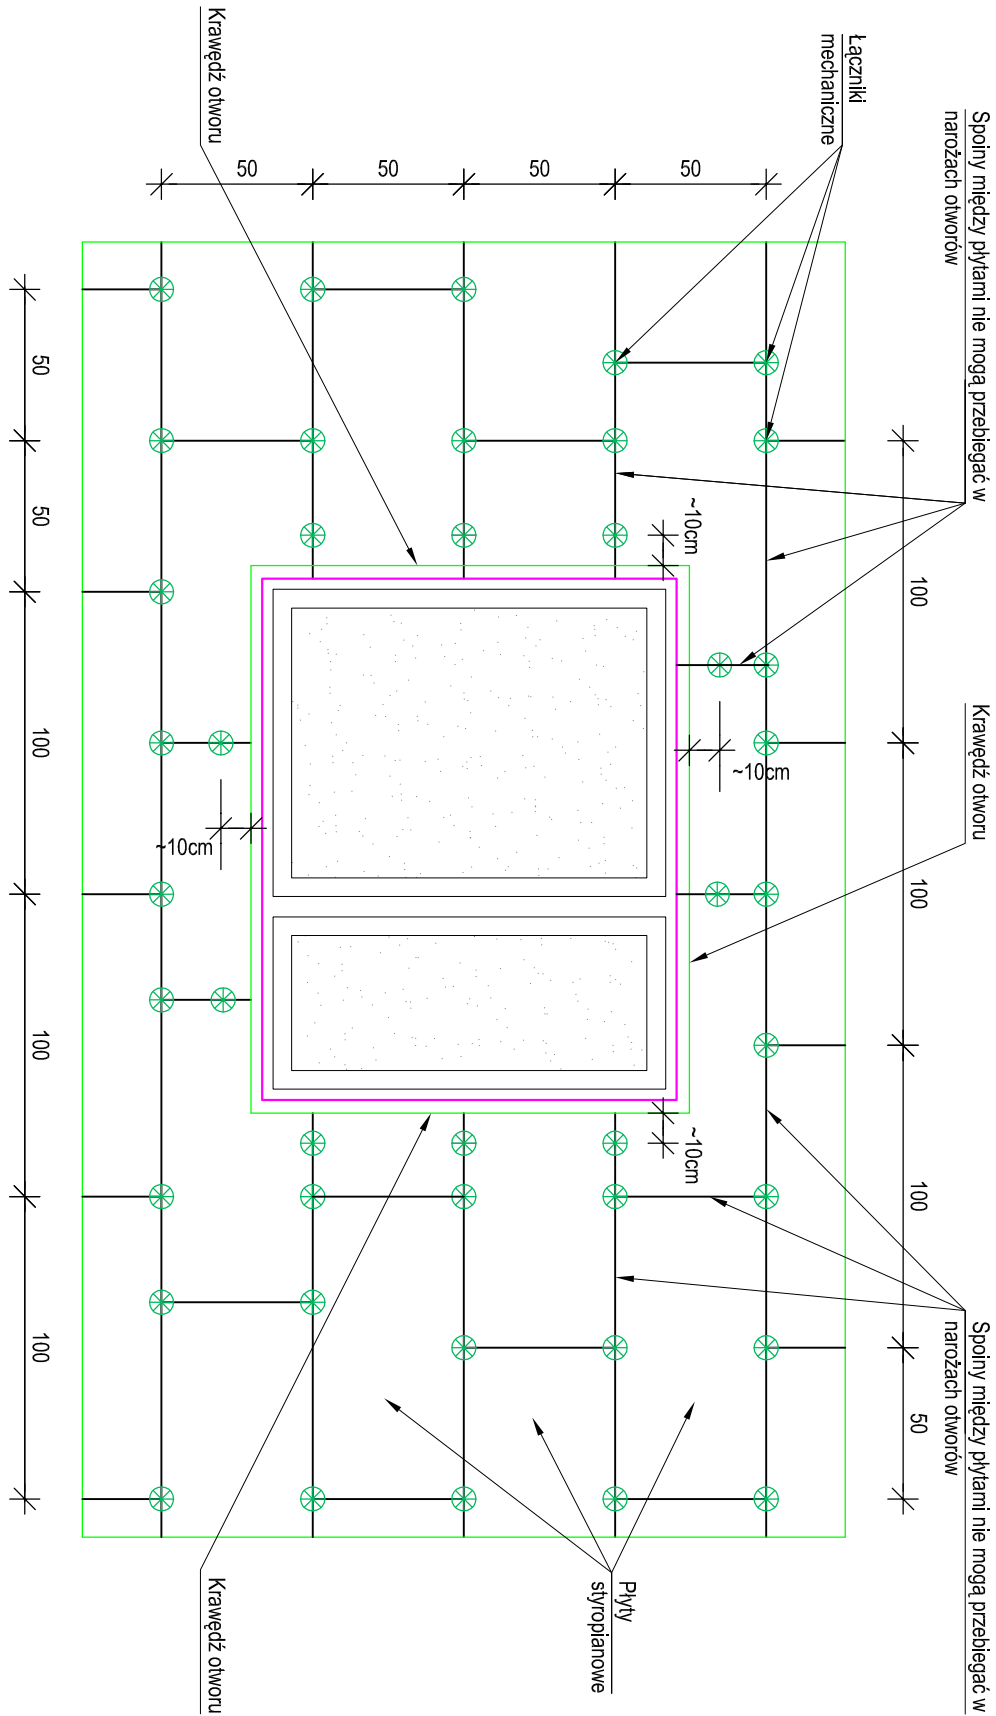 Spoiny między płytami nie mogą przebiegać w
narożach otworów
Krawędź otworu
Spoiny między płytami nie mogą przebiegać w
narożach otworów
100
100
100
50
Łączniki
mechaniczne
~10cm
50
~10cm
~10cm
Płyty
styropianowe
50
50
50
~10cm
Krawędź otworu
Krawędź otworu
50
50
100
100
100